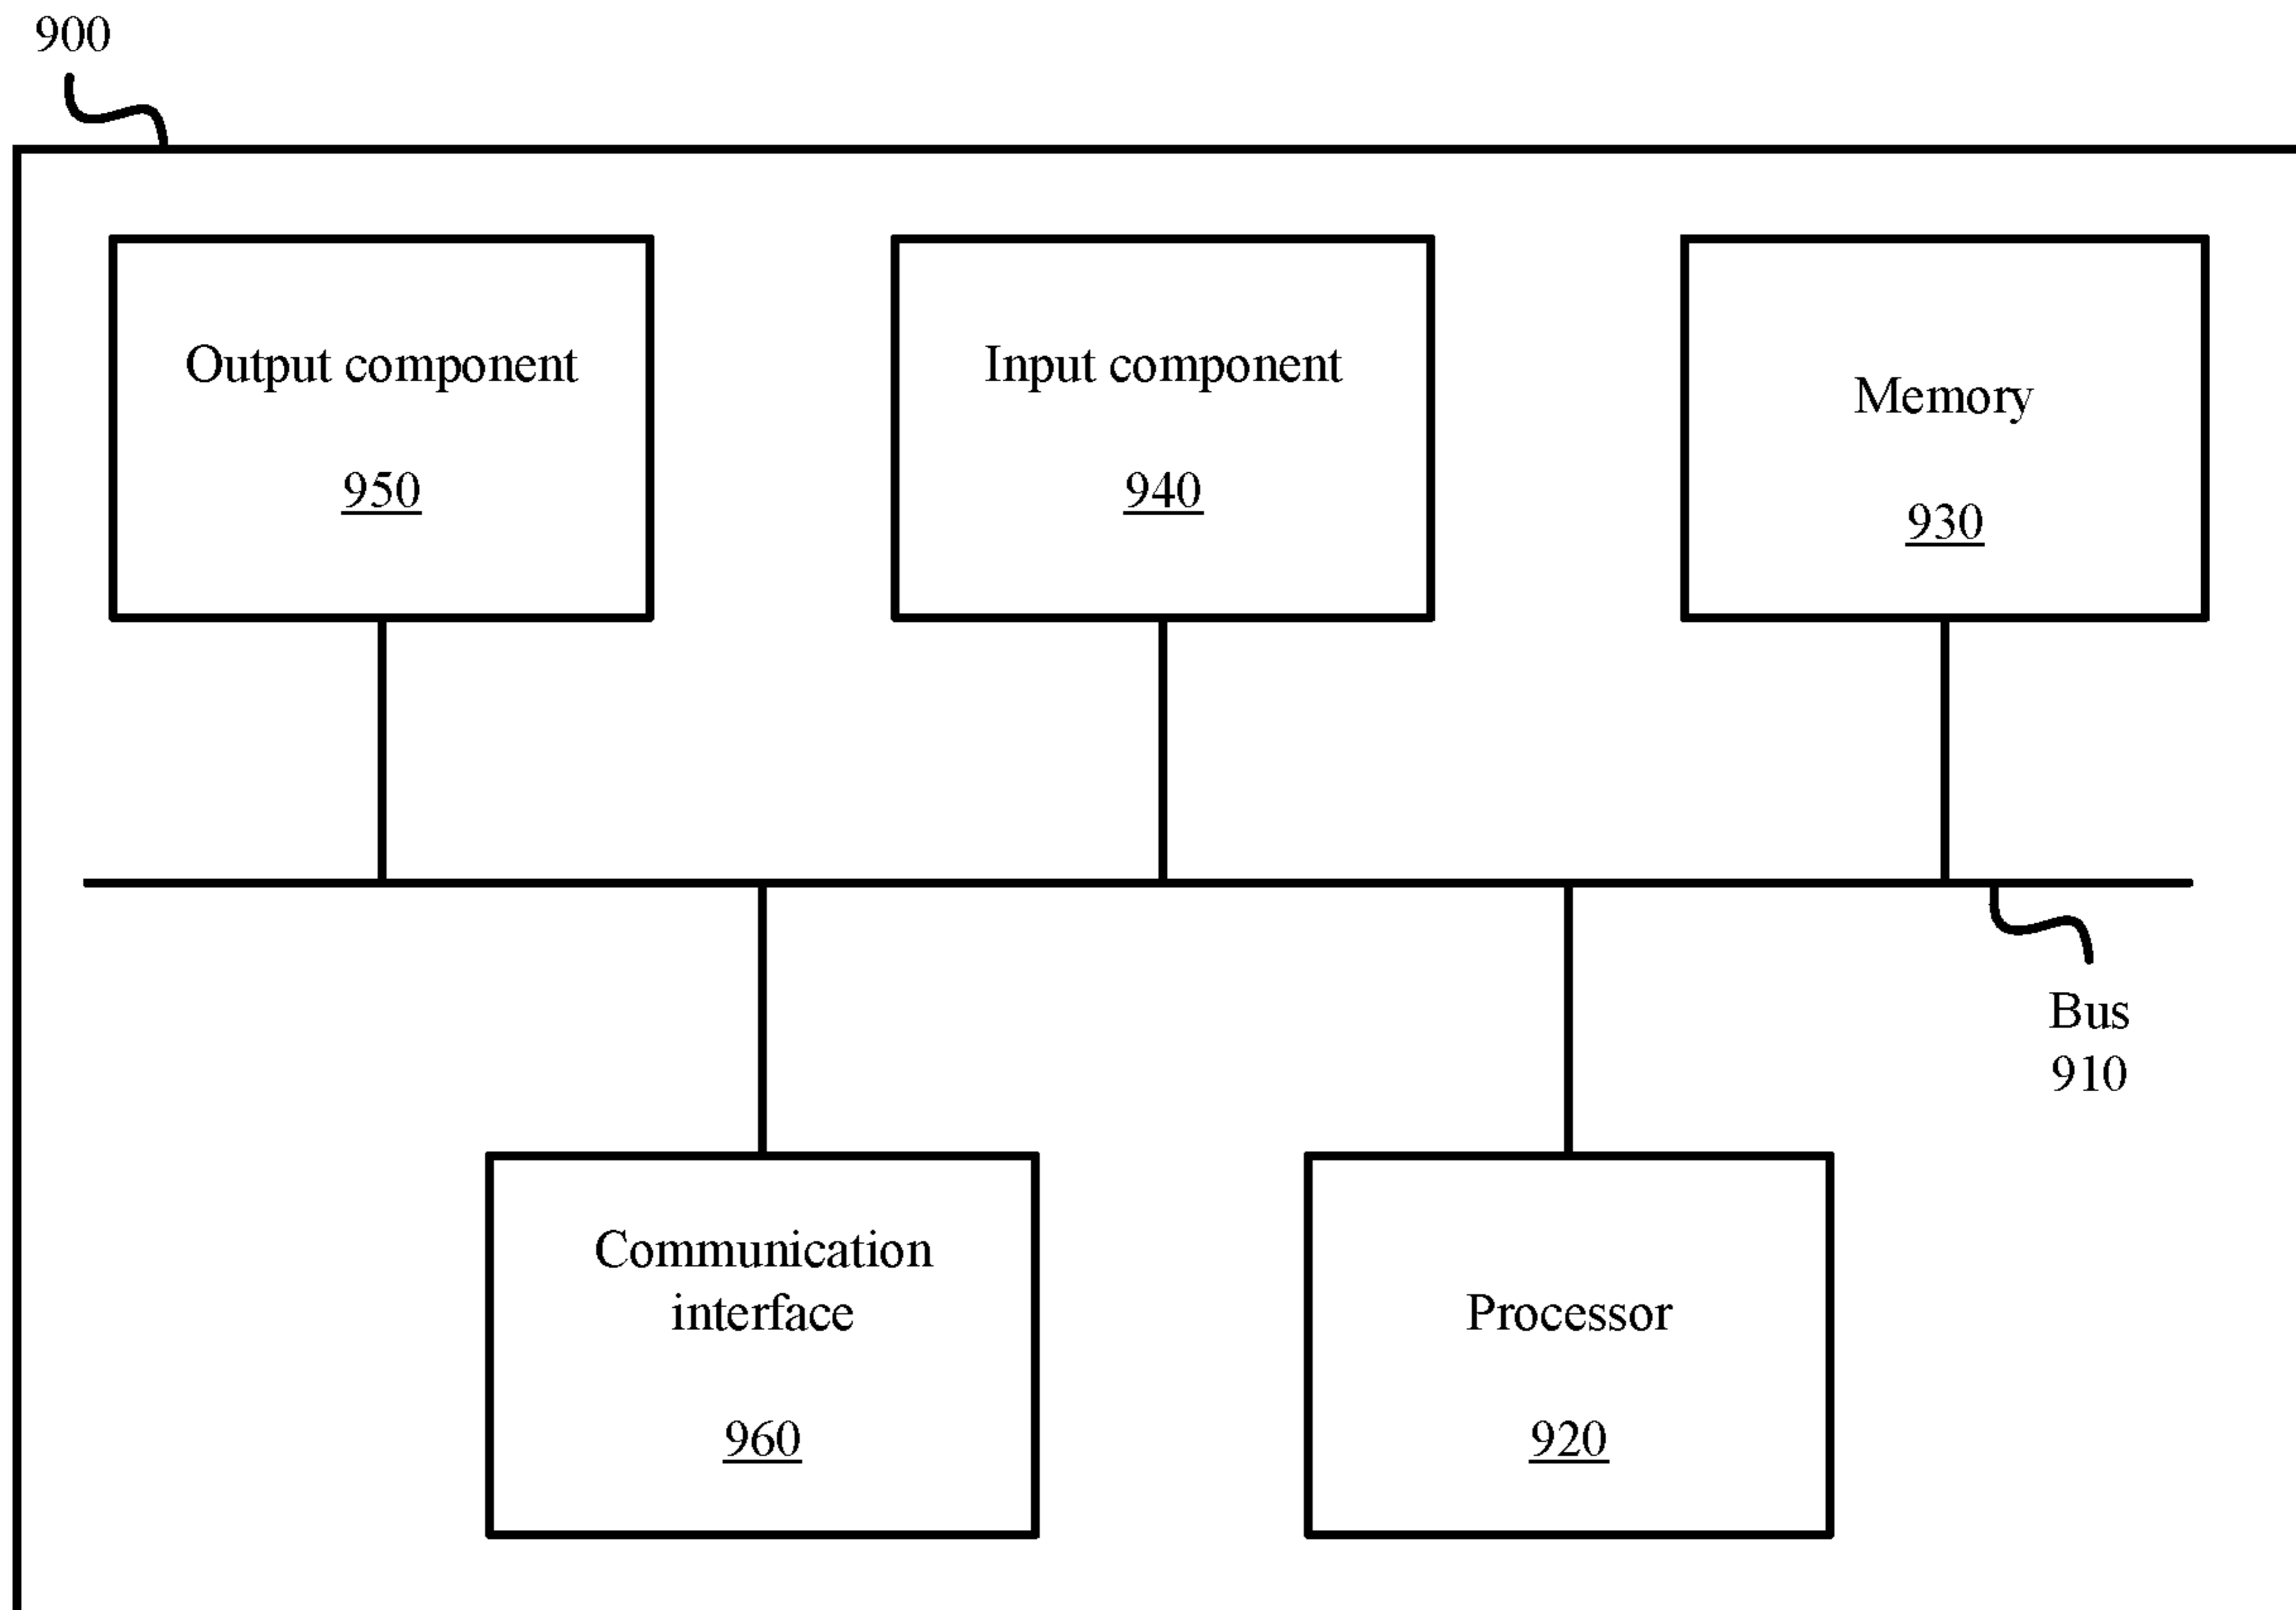 900
Output component
950
Input component
940
Memory
930
Bus
910
Communication
interface
960
Processor
920